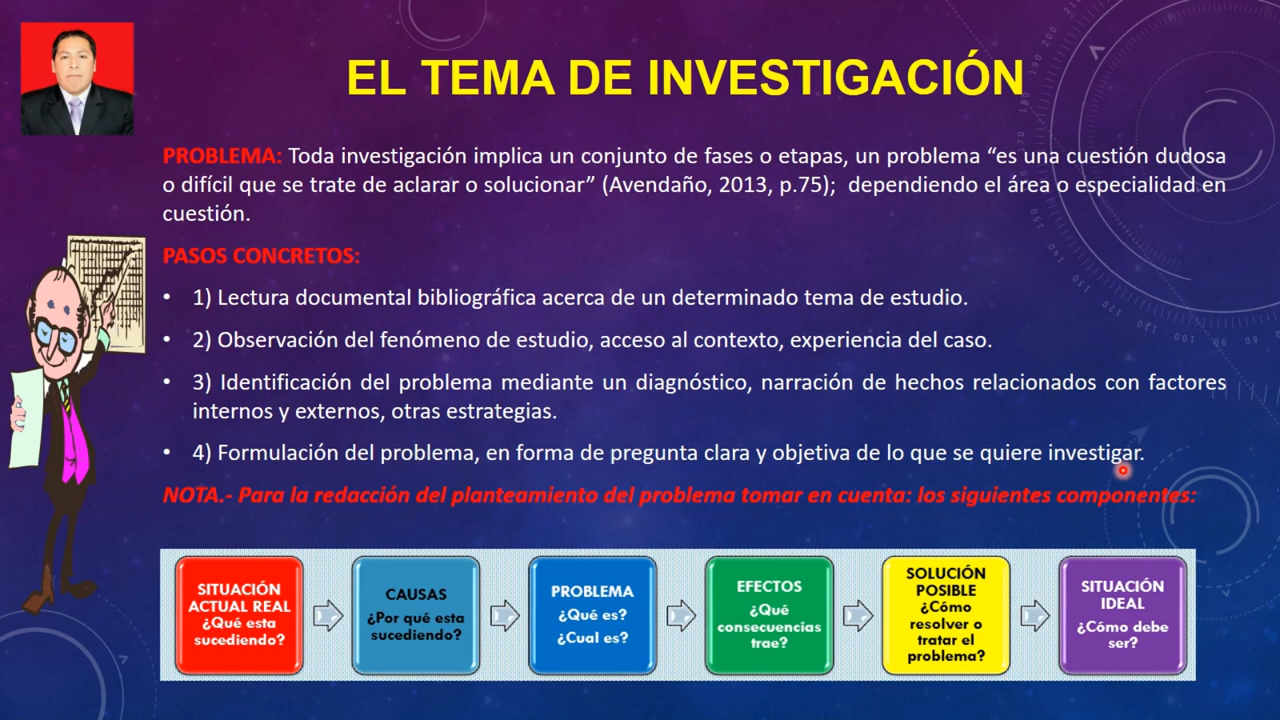 EL TEMA DE INVESTIGACIÓN
PROBLEMA: Toda investigación implica un conjunto de fases o etapas, un problema “es una cuestión dudosa
o difícil que se trate de aclarar o solucionar” (Avendaño, 2013, p.75); dependiendo el área o especialidad en
cuestión.
PASOS CONCRETOS:
• 1) Lectura documental bibliográfica acerca de un determinado tema de estudio.
• 2) Observación del fenómeno de estudio, acceso al contexto, experiencia del caso.
• 3) Identificación del problema mediante un diagnóstico, narración de hechos relacionados con factores
internos y externos, otras estrategias.
• 4) Formulación del problema, en forma de pregunta clara y objetiva de lo que se quiere investigar.
NOTA.- Para la redacción del planteamiento del problema tomar en cuenta: los siguientes componentes:
SITUACIÓN
ACTUAL REAL
¿Qué esta
sucediendo?
CAUSAS
¿Por qué esta
sucediendo?
PROBLEMA
¿Qué es?
¿Cual es?
EFECTOS
¿Qué
consecuencias
trae?
SOLUCIÓN
POSIBLE
¿Cómo
resolver o
tratar el
problema?
SITUACIÓN
IDEAL
¿Cómo debe
ser?